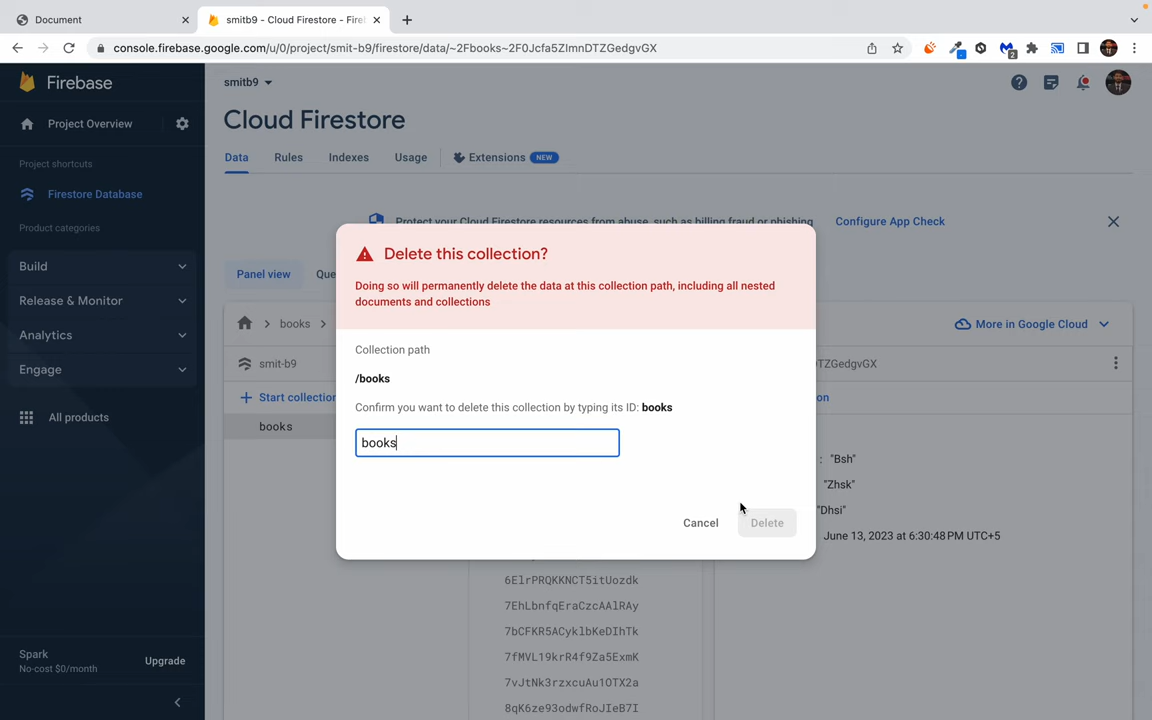 Document
smitb9 - Cloud Firestore - Fire
console.firebase.google.com/u/0/project/smit-b9/firestore/data/~2Fbooks~2F0Jcfa5ZlmnDTZGedgvGX
2
Firebase
smitb9
Project Overview
Cloud Firestore
Project shortcuts
Data Rules Indexes Usage Extensions NEW
Firestore Database
Product categories
Protect your Cloud Firestore resources from abuse, such as billing fraud or phishing Configure App Check
Build
Release & Monitor
Analytics
Engage
All products
Panel view Que
books
More in Google Cloud
smit-b9
DTZGedgvGX
Start collection
on
books
: "Bsh"
"Zhsk"
"Dhsi"
June 13, 2023 at 6:30:48 PM UTC+5
Delete this collection?
Doing so will permanently delete the data at this collection path, including all nested
documents and collections
Collection path
/books
Confirm you want to delete this collection by typing its ID: books
books
Cancel Delete
6ElrPRQKKNCT5itUozdk
7EhLbnfqEraCzcAAlRAy
7bCFKR5ACyklbKeDIhTk
7fMVL19krR4f9Za5ExmK
7vJtNk3rzxcuAu1OTX2a
8qK6ze93odwfRoJIeB7I
Spark
No-cost $0/month
Upgrade